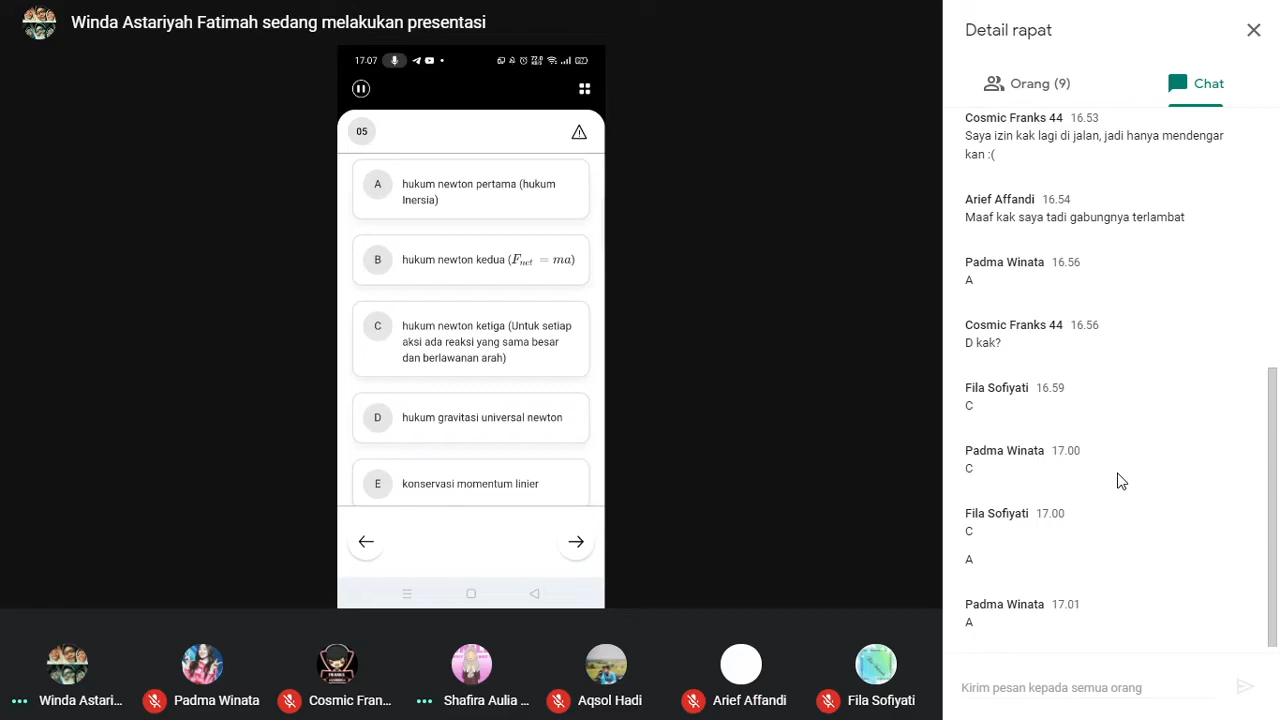 Winda Astariyah Fatimah sedang melakukan presentasi
17.07
05
A
hukum newton pertama (hukum
Inersia)
B
hukum newton kedua (F_net = ma)
C
hukum newton ketiga (Untuk setiap
aksi ada reaksi yang sama besar
dan berlawanan arah)
D
hukum gravitasi universal newton
E
konservasi momentum linier
Winda Astari...
Padma Winata
Cosmic Fran...
Shafira Aulia ...
Aqsol Hadi
Arief Affandi
Fila Sofiyati
Detail rapat
Orang (9)
Chat
Cosmic Franks 44 16.53
Saya izin kak lagi di jalan, jadi hanya mendengar
kan :(
Arief Affandi 16.54
Maaf kak saya tadi gabungnya terlambat
Padma Winata 16.56
A
Cosmic Franks 44 16.56
D kak?
Fila Sofiyati 16.59
C
Padma Winata 17.00
C
Fila Sofiyati 17.00
C
A
Padma Winata 17.01
A
Kirim pesan kepada semua orang